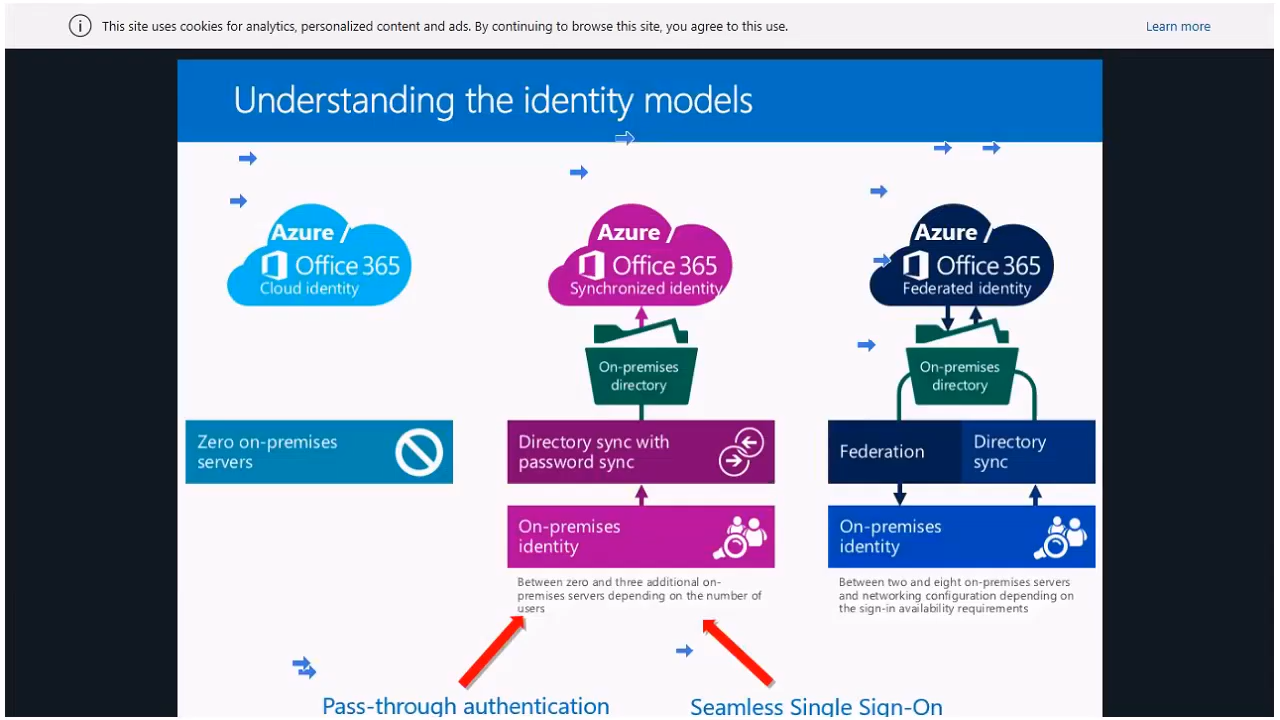 This site uses cookies for analytics, personalized content and ads. By continuing to browse this site, you agree to this use.
Learn more
Understanding the identity models
Azure /
Office 365
Cloud identity
Zero on-premises
servers
Azure /
Office 365
Synchronized identity
On-premises
directory
Directory sync with
password sync
On-premises
identity
Between zero and three additional on-
premises servers depending on the number of
users
Azure /
Office 365
Federated identity
On-premises
directory
Federation
Directory
sync
On-premises
identity
Between two and eight on-premises servers
and networking configuration depending on
the sign-in availability requirements
Pass-through authentication
Seamless Single Sign-On